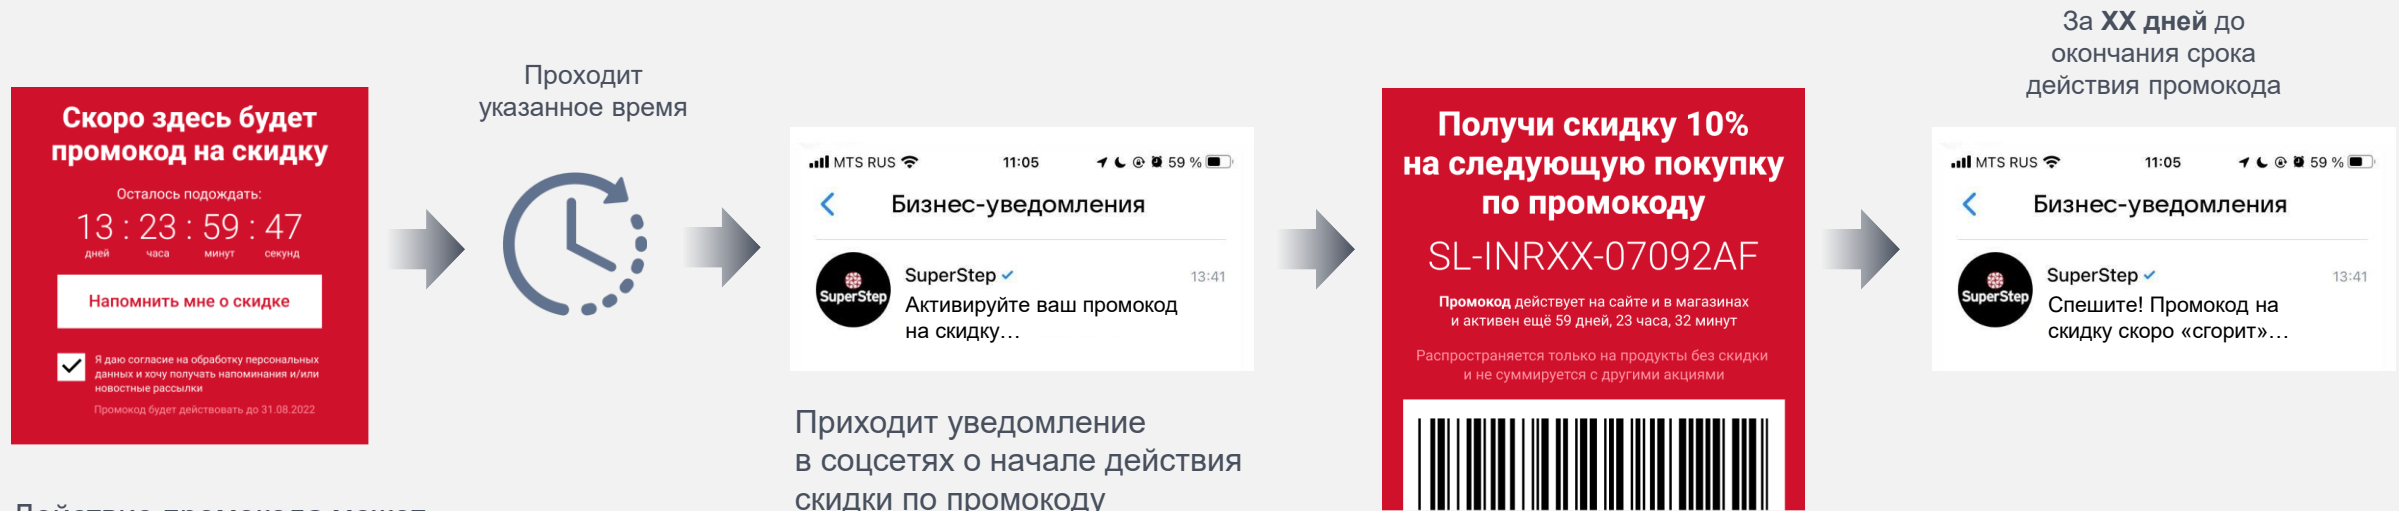 Скоро здесь будет
промокод на скидку
Осталось подождать:
13 : 23 : 59 : 47
дней часа минут секунд
Напомнить мне о скидке
Я даю согласие на обработку персональных
данных и хочу получать напоминания и/или
новостные рассылки
Промокод будет действовать до 31.08.2022
Действие промокода может
Проходит
указанное время
MTS RUS 11:05 59 %
Бизнес-уведомления
SuperStep
SuperStep 13:41
Активируйте ваш промокод
на скидку…
Приходит уведомление
в соцсетях о начале действия
скидки по промокоду
Получи скидку 10%
на следующую покупку
по промокоду
SL-INRXX-07092AF
Промокод действует на сайте и в магазинах
и активен ещё 59 дней, 23 часа, 32 минут
Распространяется только на продукты без скидки
и не суммируется с другими акциями
За XX дней до
окончания срока
действия промокода
MTS RUS 11:05 59 %
Бизнес-уведомления
SuperStep
SuperStep 13:41
Спешите! Промокод на
скидку скоро «сгорит»…